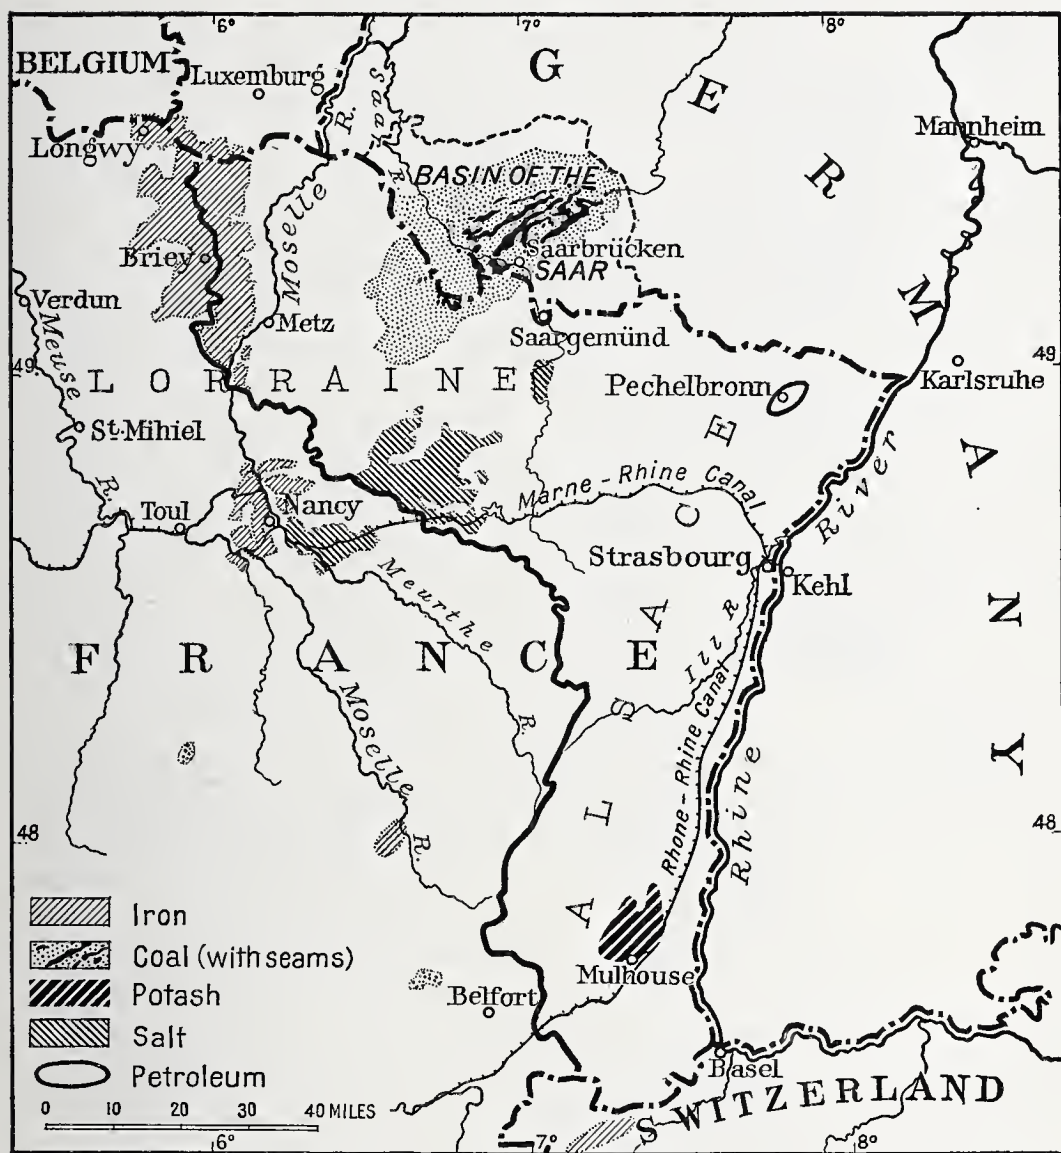 6°
7°
8°
BELGIUM
Luxemburg
G
E
R
M
A
N
Y
Longwy
R.
Saar
R.
Mannheim
BASIN OF THE
SAAR
Moselle
Briey
Saarbrücken
Verdun
Metz
Saargemünd
Meuse
R.
49
49
Karlsruhe
LORRAINE
Pechelbronn
St. Mihiel
Toul
Nancy
Marne-Rhine Canal
River
Strasbourg
Kehl
Meurthe
R.
FRANCE
ALSACE
Ill R.
Moselle
R.
Rhone-Rhine Canal
Rhine
48
48
Mulhouse
Belfort
Basel
SWITZERLAND
Iron
Coal (with seams)
Potash
Salt
Petroleum
0 10 20 30 40 MILES
6°
7°
8°